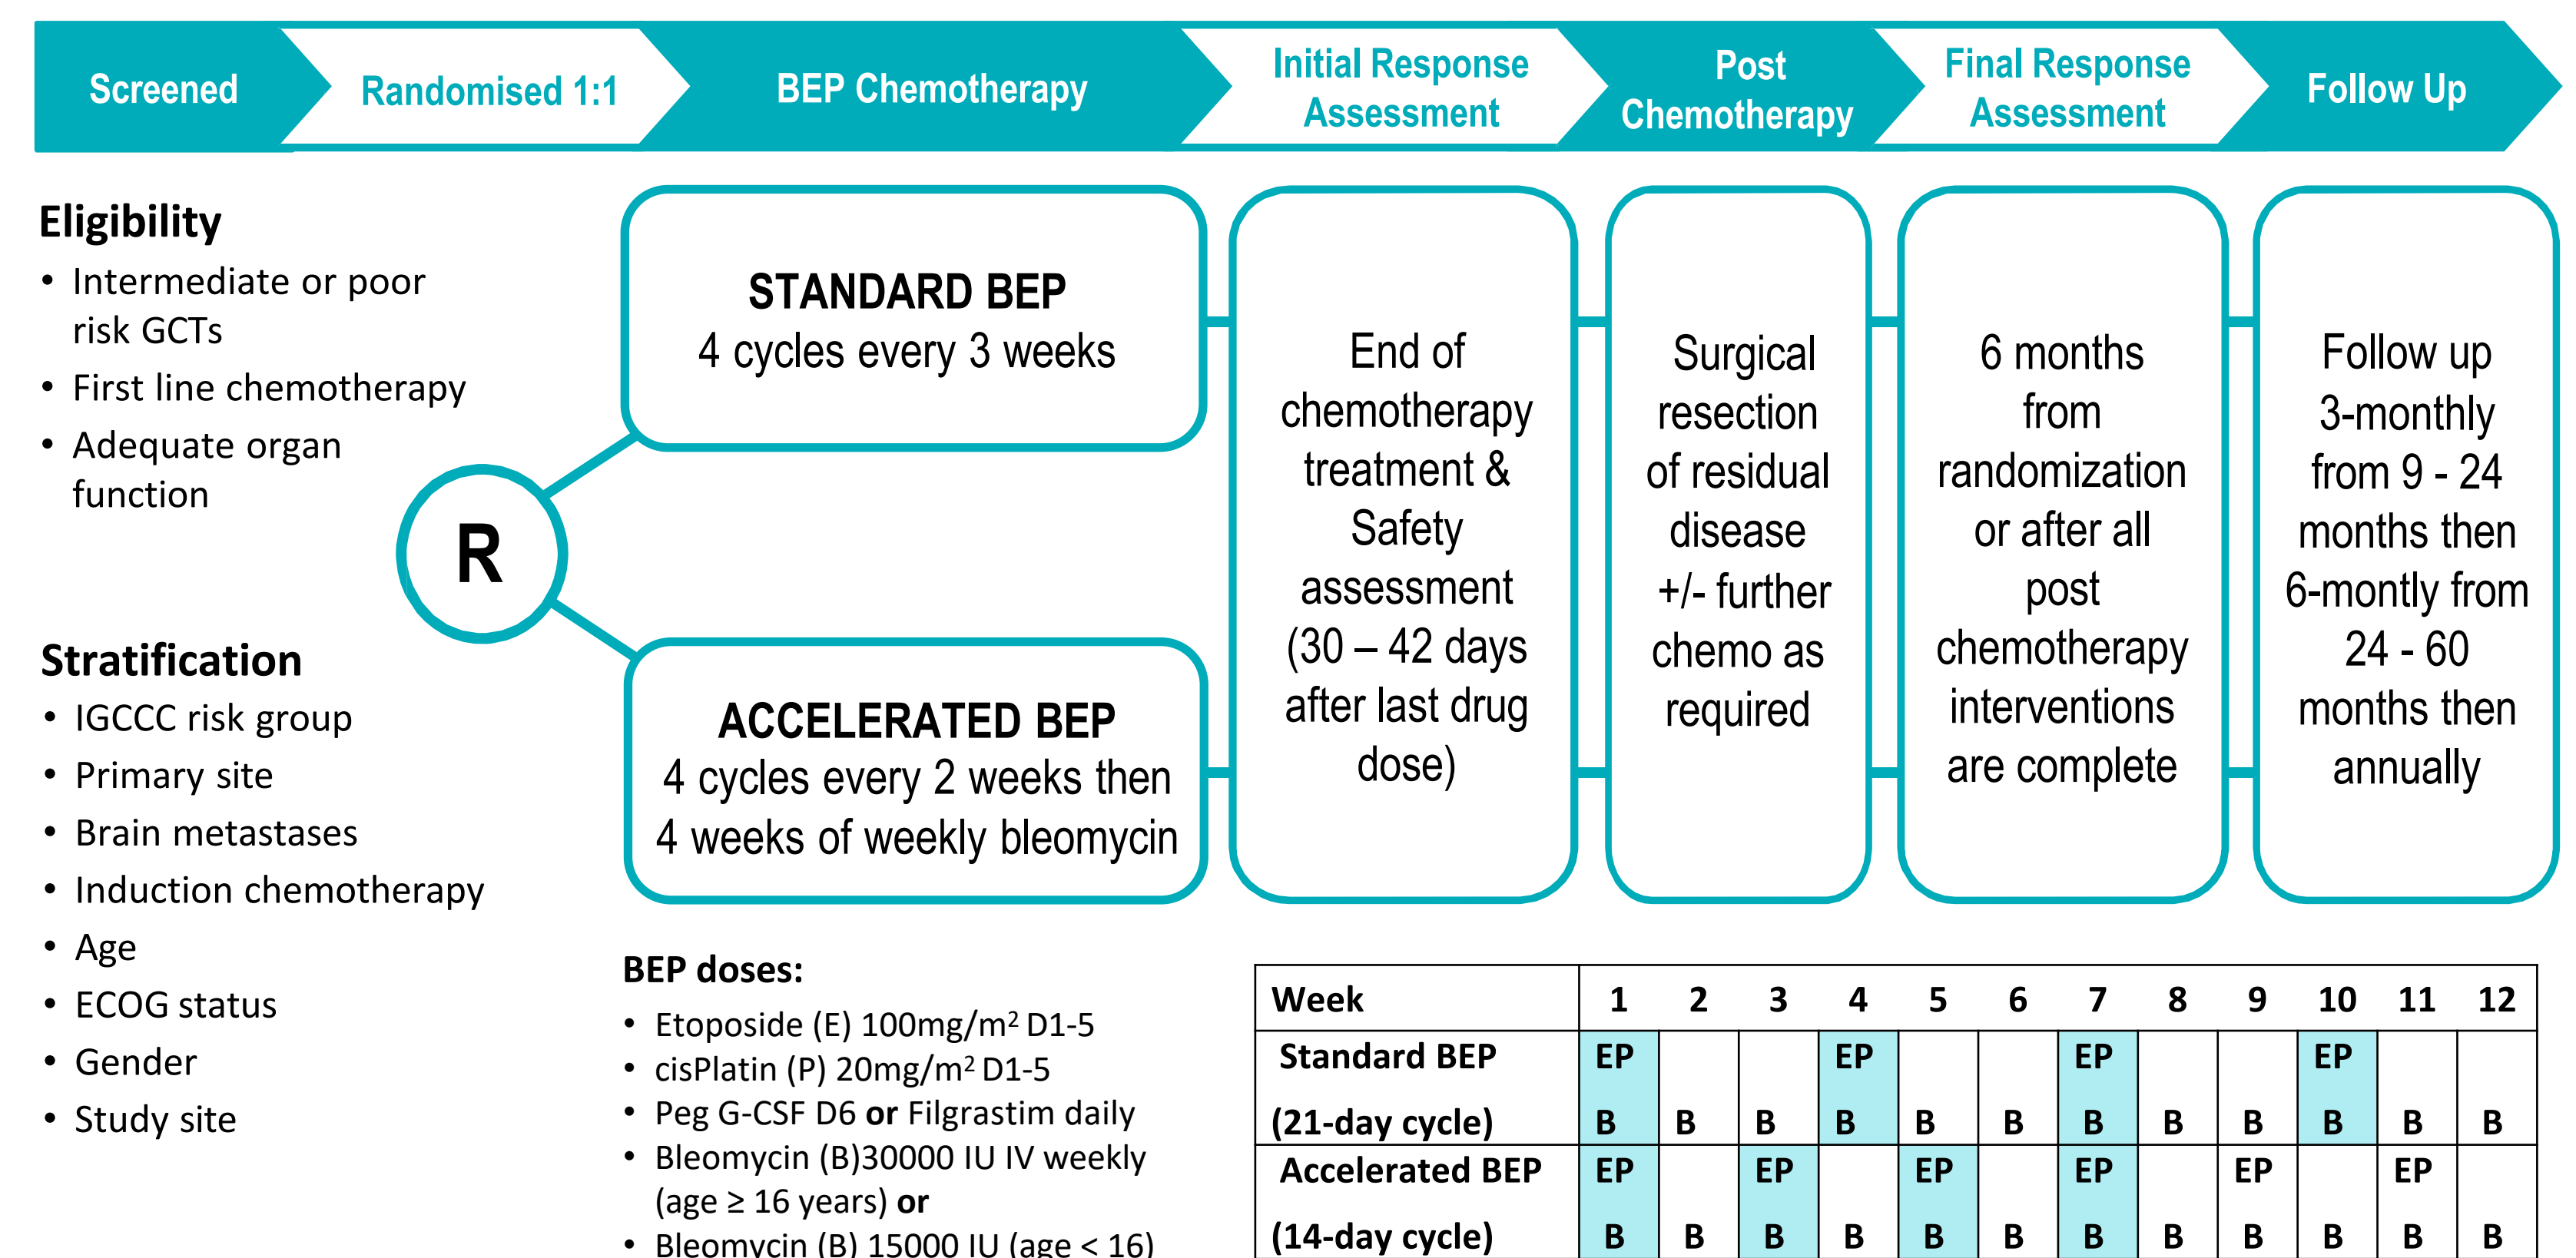 Screened
Randomised 1:1
BEP Chemotherapy
Initial Response
Assessment
Post
Chemotherapy
Final Response
Assessment
Follow Up
Eligibility
• Intermediate or poor
risk GCTs
• First line chemotherapy
• Adequate organ
function
Stratification
• IGCCC risk group
• Primary site
• Brain metastases
• Induction chemotherapy
• Age
• ECOG status
• Gender
• Study site
R
STANDARD BEP
4 cycles every 3 weeks
ACCELERATED BEP
4 cycles every 2 weeks then
4 weeks of weekly bleomycin
End of
chemotherapy
treatment &
Safety
assessment
(30 – 42 days
after last drug
dose)
Surgical
resection
of residual
disease
+/- further
chemo as
required
6 months
from
randomization
or after all
post
chemotherapy
interventions
are complete
Follow up
3-monthly
from 9 - 24
months then
6-montly from
24 - 60
months then
annually
BEP doses:
• Etoposide (E) 100mg/m² D1-5
• cisPlatin (P) 20mg/m² D1-5
• Peg G-CSF D6 or Filgrastim daily
• Bleomycin (B)30000 IU IV weekly
(age ≥ 16 years) or
• Bleomycin (B) 15000 IU (age < 16)
Week 1 2 3 4 5 6 7 8 9 10 11 12
Standard BEP EP EP EP EP
(21-day cycle) B B B B B B B B B B B B
Accelerated BEP EP EP EP EP EP EP
(14-day cycle) B B B B B B B B B B B B